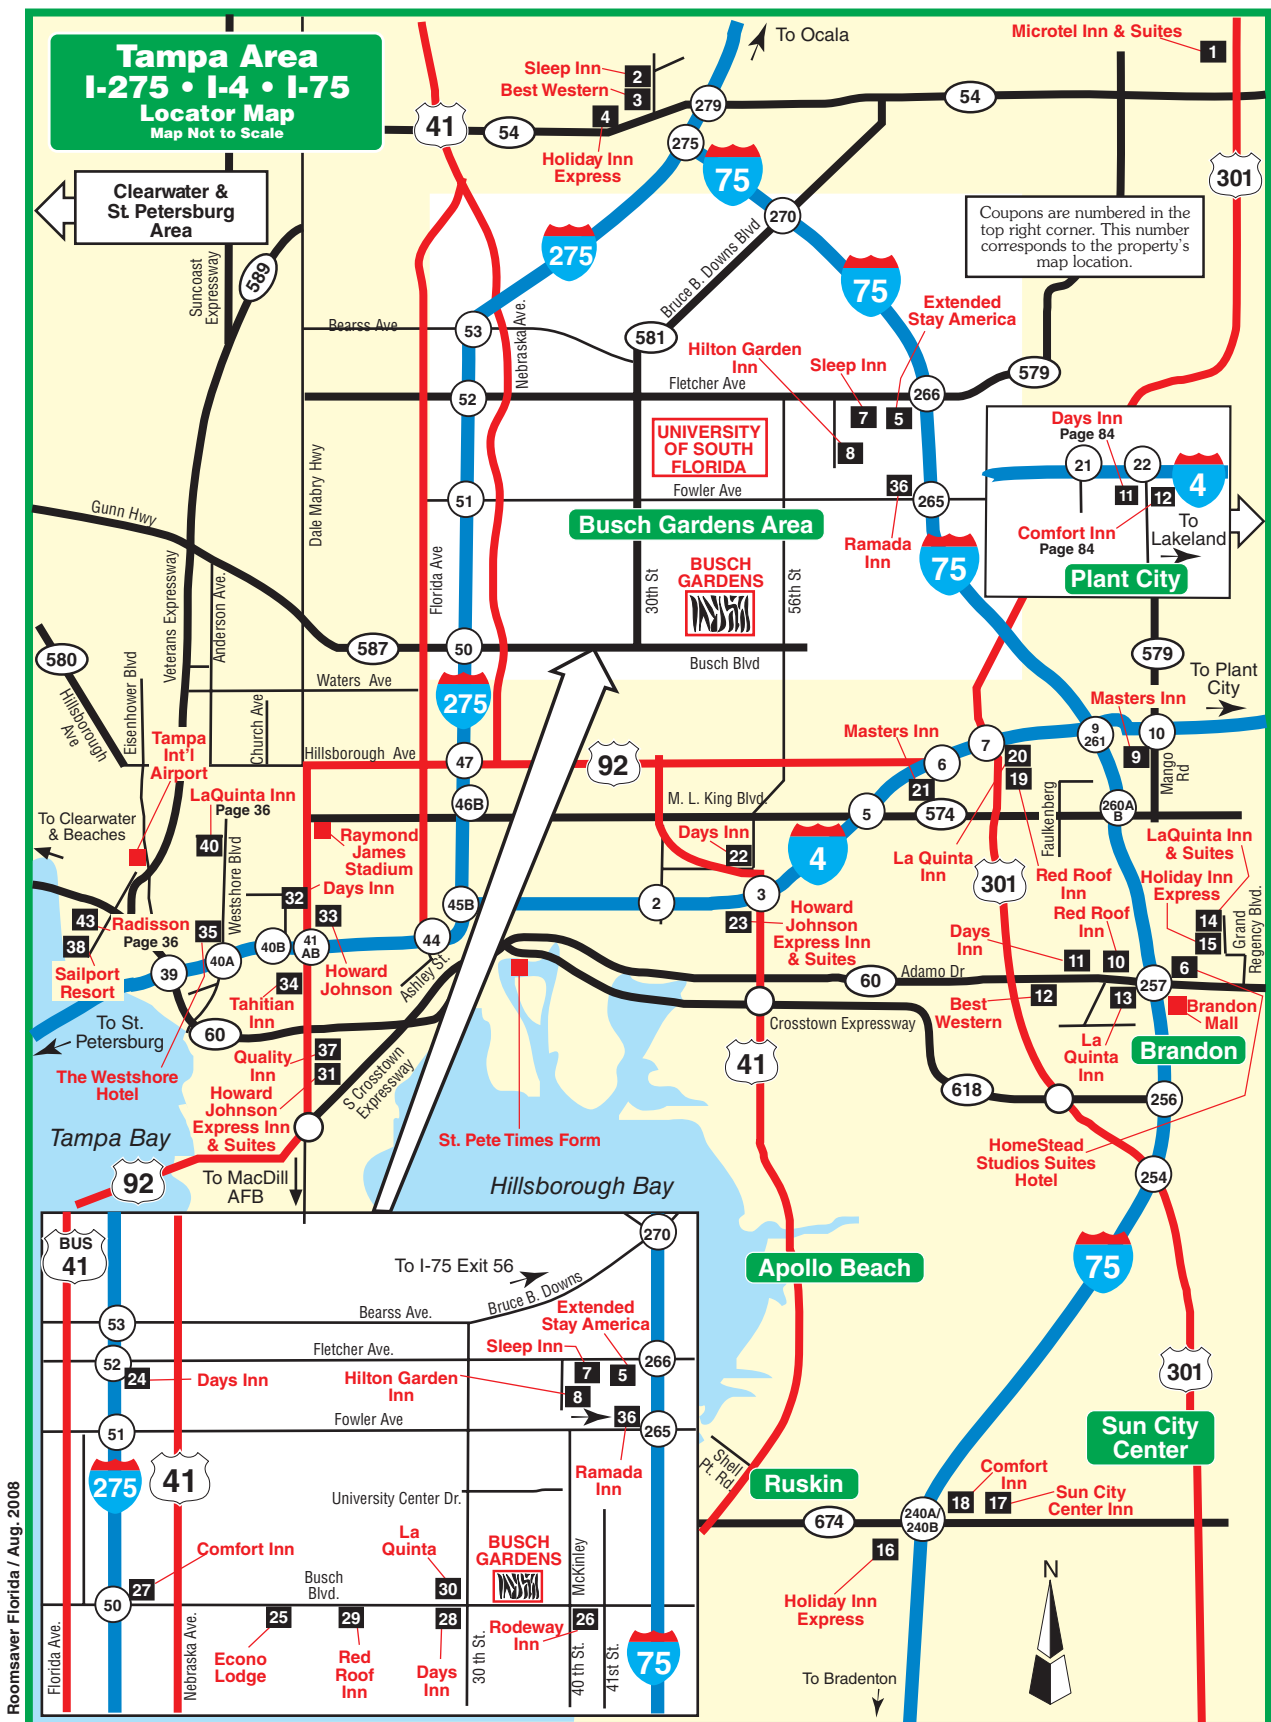 Tampa Area
I-275 • I-4 • I-75
Locator Map
Map Not to Scale
To Ocala
Microtel Inn & Suites
1
Sleep Inn
2
Best Western
3
4
Holiday Inn
Express
41
54
279
54
275
75
301
Clearwater &
St. Petersburg
Area
Coupons are numbered in the
top right corner. This number
corresponds to the property's
map location.
270
275
75
Suncoast
Expressway
589
Bruce B. Downs Blvd
Bearss Ave
53
Nebraska Ave.
581
Extended
Stay America
Hilton Garden
Inn
Sleep Inn
579
Fletcher Ave
52
266
7
5
8
UNIVERSITY
OF SOUTH
FLORIDA
Days Inn
Page 84
21
22
4
11
12
Comfort Inn
Page 84
To
Lakeland
Plant City
Dale Mabry Hwy
Gunn Hwy
51
Fowler Ave
36
265
Busch Gardens Area
Ramada
Inn
75
BUSCH
GARDENS
Florida Ave
30th St
56th St
Veterans Expressway
Anderson Ave.
587
50
Busch Blvd
580
579
Hillsborough
Ave
Eisenhower Blvd
Waters Ave
275
To Plant
City
Masters Inn
Church Ave
Tampa
Int'l
Airport
Hillsborough Ave
47
92
Masters Inn
6
7
9
261
10
20
19
9
Mango
Rd
21
LaQuinta Inn
Page 36
46B
M. L. King Blvd.
5
574
260A
B
Faulkenberg
To Clearwater
& Beaches
40
Westshore Blvd
Raymond
James
Stadium
Days Inn
22
4
La Quinta
Inn
301
Red Roof
Inn
LaQuinta Inn
& Suites
Holiday Inn
Express
14
15
Grand
Regency Blvd.
32
Days Inn
33
45B
2
3
23
Howard
Johnson
Express Inn
& Suites
43
Radisson
Page 36
35
38
Sailport
Resort
39
40A
40B
41
AB
44
34
Tahitian
Inn
Howard
Johnson
Ashley St.
Days
Inn
Red Roof
Inn
11
10
60
Adamo Dr
12
Best
Western
13
257
6
Brandon
Mall
La
Quinta
Inn
Brandon
Crosstown Expressway
To St.
Petersburg
60
The Westshore
Hotel
Quality
Inn
37
31
Howard
Johnson
Express Inn
& Suites
S Crosstown
Expressway
41
618
256
Tampa Bay
St. Pete Times Form
HomeStead
Studios Suites
Hotel
254
92
To MacDill
AFB
Hillsborough Bay
75
Apollo Beach
BUS
41
270
To I-75 Exit 56
Bruce B. Downs
53
Bearss Ave.
Extended
Stay America
52
Fletcher Ave.
Sleep Inn
266
24
Days Inn
Hilton Garden
Inn
7
5
8
51
Fowler Ave
36
265
275
41
Ramada
Inn
University Center Dr.
Comfort Inn
La
Quinta
BUSCH
GARDENS
McKinley
27
50
Busch
Blvd.
30
25
29
28
26
Econo
Lodge
Red
Roof
Inn
Days
Inn
Rodeway
Inn
Florida Ave.
Nebraska Ave.
30 th St.
40 th St.
41st St.
75
301
Sun City
Center
Shell
Pt. Rd.
Ruskin
674
240A/
240B
Comfort
Inn
18
17
Sun City
Center Inn
16
Holiday Inn
Express
N
To Bradenton
Roomsaver Florida / Aug. 2008